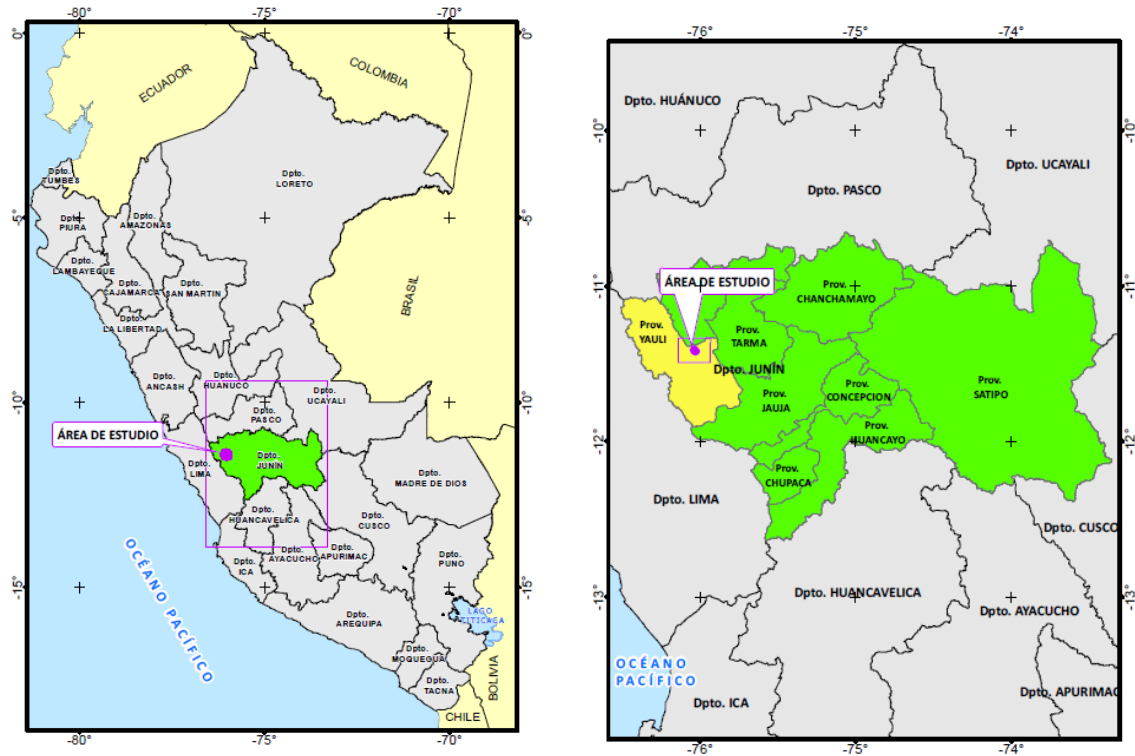 -80°
-75°
-70°
0°
0°
COLOMBIA
ECUADOR
Dpto.
LORETO
Dpto.
TUMBES
-5°
-5°
Dpto.
PIURA
Dpto.
AMAZONAS
Dpto.
LAMBAYEQUE
Dpto.
CAJAMARCA
Dpto.
SAN MARTIN
BRASIL
Dpto.
LA LIBERTAD
Dpto.
ANCASH
Dpto.
HUANUCO
Dpto.
UCAYALI
-10°
-10°
Dpto.
PASCO
ÁREA DE ESTUDIO
Dpto.
JUNÍN
Dpto.
LIMA
Dpto.
MADRE DE DIOS
Dpto.
HUANCAVELICA
Dpto.
CUSCO
Dpto.
AYACUCHO
Dpto.
APURIMAC
Dpto.
ICA
Dpto.
PUNO
OCÉANO PACÍFICO
-15°
-15°
LAGO
TITICACA
Dpto.
AREQUIPA
Dpto.
MOQUEGUA
Dpto.
TACNA
BOLIVIA
CHILE
-80°
-75°
-70°
-76°
-75°
-74°
Dpto. HUÁNUCO
-10°
-10°
Dpto. UCAYALI
Dpto. PASCO
-11°
-11°
ÁREA DE ESTUDIO
Prov.
CHANCHAMAYO
Prov.
YAULI
Prov.
TARMA
Dpto. JUNÍN
Prov.
JAUJA
Prov.
CONCEPCION
Prov.
SATIPO
Prov.
HUANCAYO
-12°
-12°
Prov.
CHUPACA
Dpto. LIMA
Dpto. CUSCO
Dpto. HUANCAVELICA
-13°
-13°
Dpto. AYACUCHO
OCÉANO
PACÍFICO
Dpto. ICA
Dpto. APURIMAC
-76°
-75°
-74°